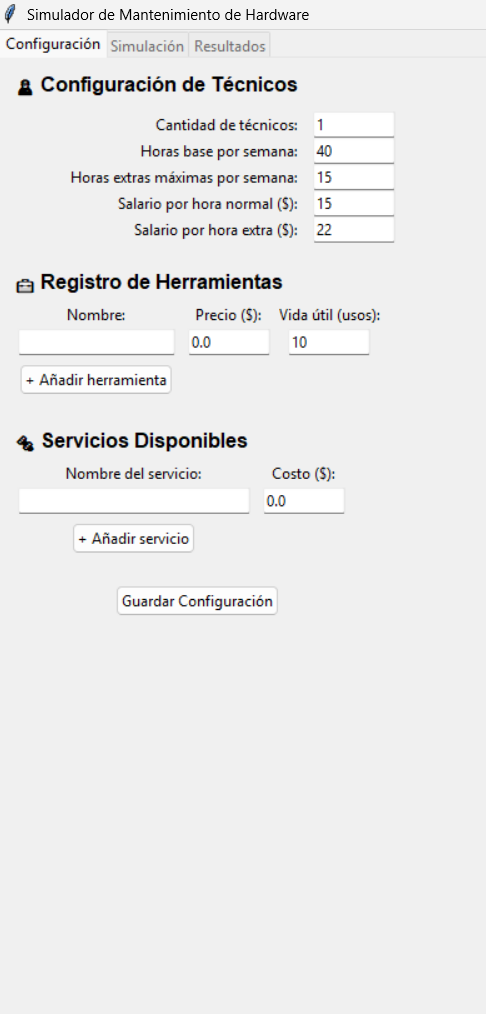 Simulador de Mantenimiento de Hardware
Configuración Simulación Resultados
Configuración de Técnicos
Cantidad de técnicos: 1
Horas base por semana: 40
Horas extras máximas por semana: 15
Salario por hora normal ($): 15
Salario por hora extra ($): 22
Registro de Herramientas
Nombre: Precio ($): Vida útil (usos):
0.0 10
+ Añadir herramienta
Servicios Disponibles
Nombre del servicio: Costo ($):
0.0
+ Añadir servicio
Guardar Configuración